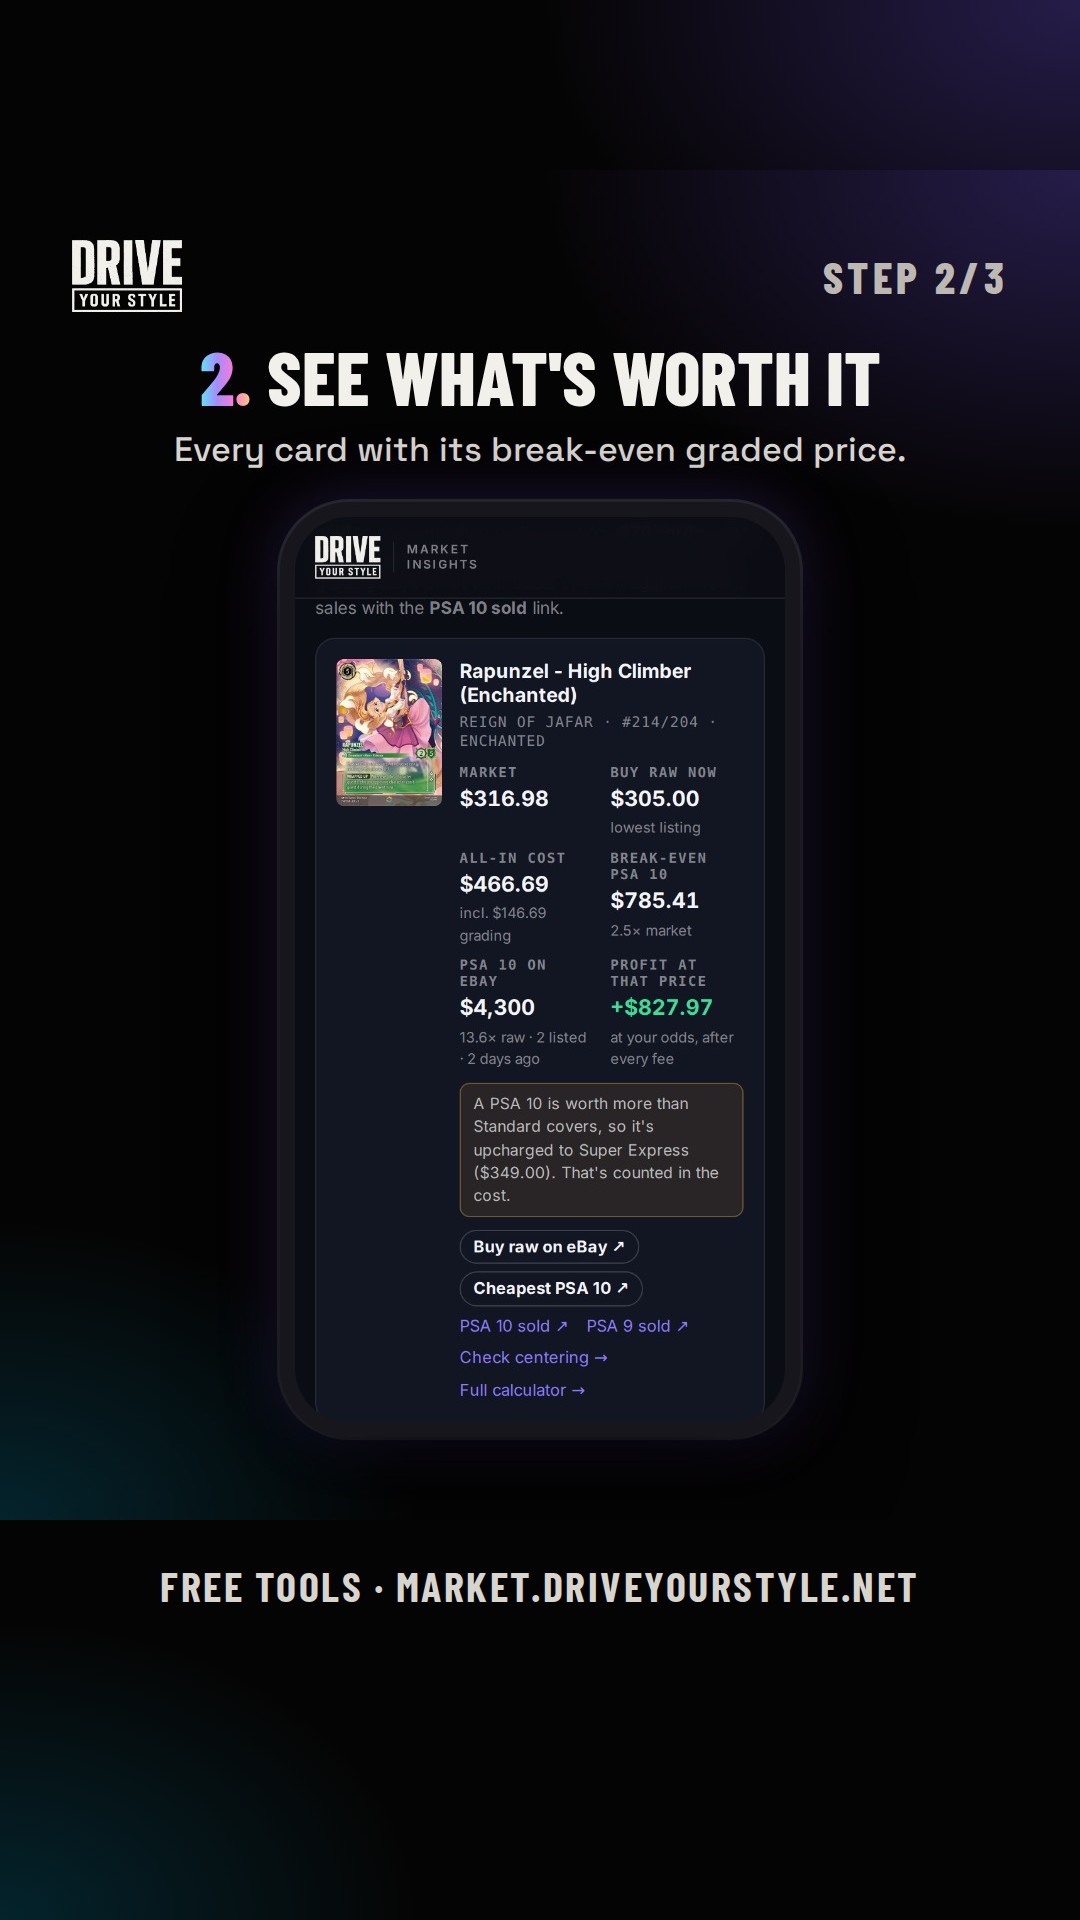 DRIVE
YOUR STYLE
STEP 2/3
2. SEE WHAT'S WORTH IT
Every card with its break-even graded price.
DRIVE
YOUR STYLE
MARKET
INSIGHTS
sales with the PSA 10 sold link.
Rapunzel - High Climber
(Enchanted)
REIGN OF JAFAR · #214/204 ·
ENCHANTED
MARKET
$316.98
BUY RAW NOW
$305.00
lowest listing
ALL-IN COST
$466.69
incl. $146.69
grading
BREAK-EVEN
PSA 10
$785.41
2.5× market
PSA 10 ON
EBAY
$4,300
13.6× raw · 2 listed
· 2 days ago
PROFIT AT
THAT PRICE
+$827.97
at your odds, after
every fee
A PSA 10 is worth more than
Standard covers, so it's
upcharged to Super Express
($349.00). That's counted in the
cost.
Buy raw on eBay ↗
Cheapest PSA 10 ↗
PSA 10 sold ↗ PSA 9 sold ↗
Check centering →
Full calculator →
RAPUNZEL
FREE TOOLS · MARKET.DRIVEYOURSTYLE.NET